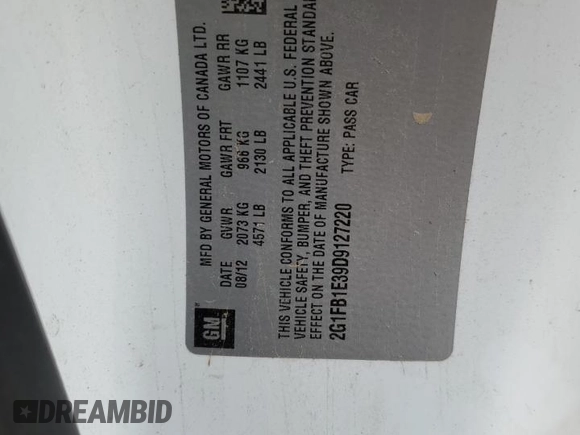 MFD BY GENERAL MOTORS OF CANADA LTD.
DATE GVWR GAWR FRT GAWR RR
08/12 2073 KG 966 KG 1107 KG
4571 LB 2130 LB 2441 LB
THIS VEHICLE CONFORMS TO ALL APPLICABLE U.S. FEDERAL
VEHICLE SAFETY, BUMPER, AND THEFT PREVENTION STANDAR
EFFECT ON THE DATE OF MANUFACTURE SHOWN ABOVE.
2G1FB1E39D9127220 TYPE: PASS CAR
GM
DREAMBID